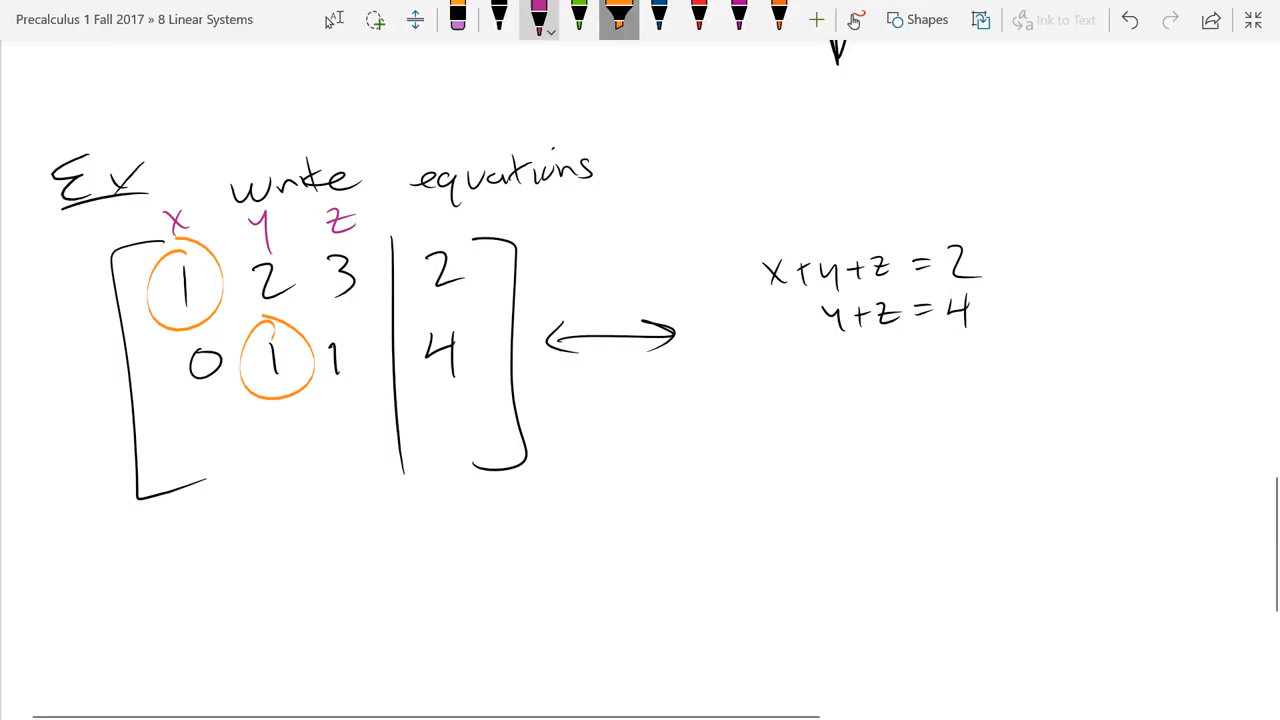 Precalculus 1 Fall 2017 » 8 Linear Systems
Shapes
Ink to Text
Ex write equations
x y z
1 2 3 2
0 1 1 4
x+y+z = 2
y+z = 4